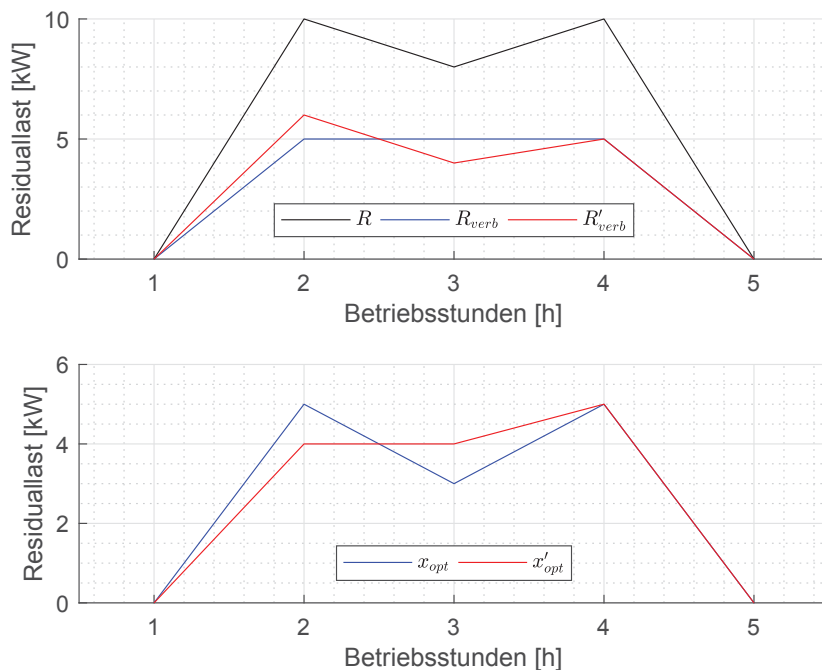 10
5
0
Residuallast [kW]
R R_verb R'_verb
1 2 3 4 5
Betriebsstunden [h]
6
4
2
0
Residuallast [kW]
x_opt x'_opt
1 2 3 4 5
Betriebsstunden [h]